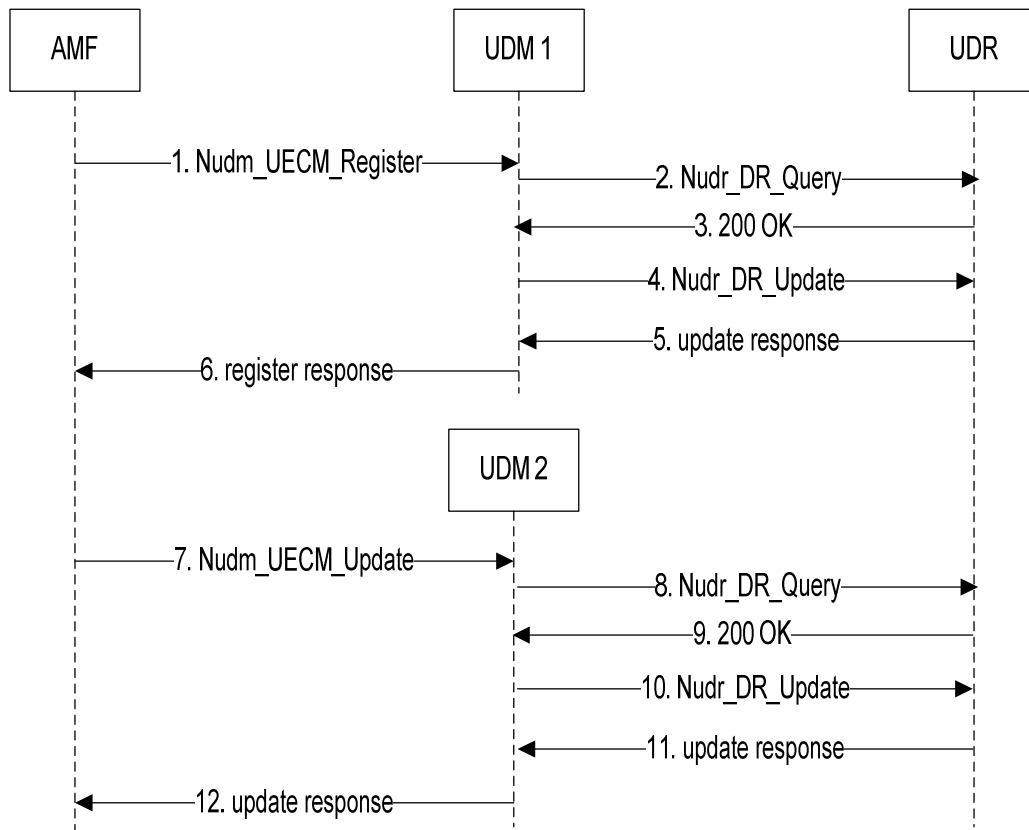 AMF
UDM 1
UDR
1. Nudm_UECM_Register
2. Nudr_DR_Query
3. 200 OK
4. Nudr_DR_Update
5. update response
6. register response
UDM 2
7. Nudm_UECM_Update
8. Nudr_DR_Query
9. 200 OK
10. Nudr_DR_Update
11. update response
12. update response